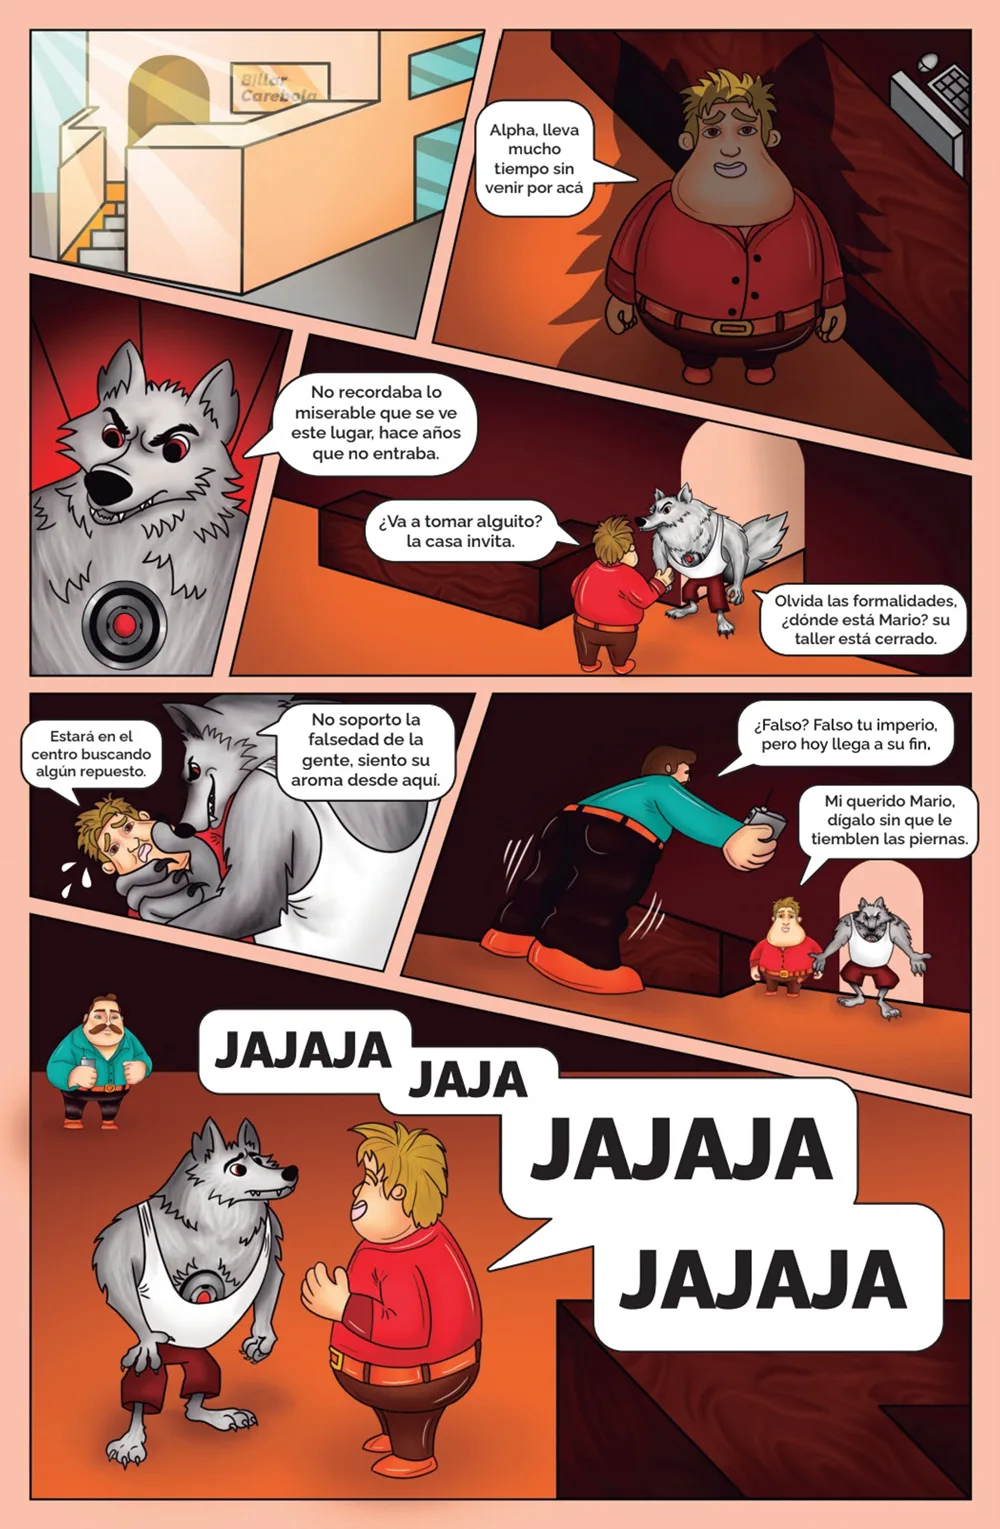 Billar
Carebola
Alpha, lleva
mucho
tiempo sin
venir por acá
No recordaba lo
miserable que se ve
este lugar, hace años
que no entraba.
¿Va a tomar alguito?
la casa invita.
Olvida las formalidades,
¿dónde está Mario? su
taller está cerrado.
Estará en el
centro buscando
algún repuesto.
No soporto la
falsedad de la
gente, siento su
aroma desde aquí.
¿Falso? Falso tu imperio,
pero hoy llega a su fin.
Mi querido Mario,
dígalo sin que le
tiemblen las piernas.
JAJAJA
JAJA
JAJAJA
JAJAJA